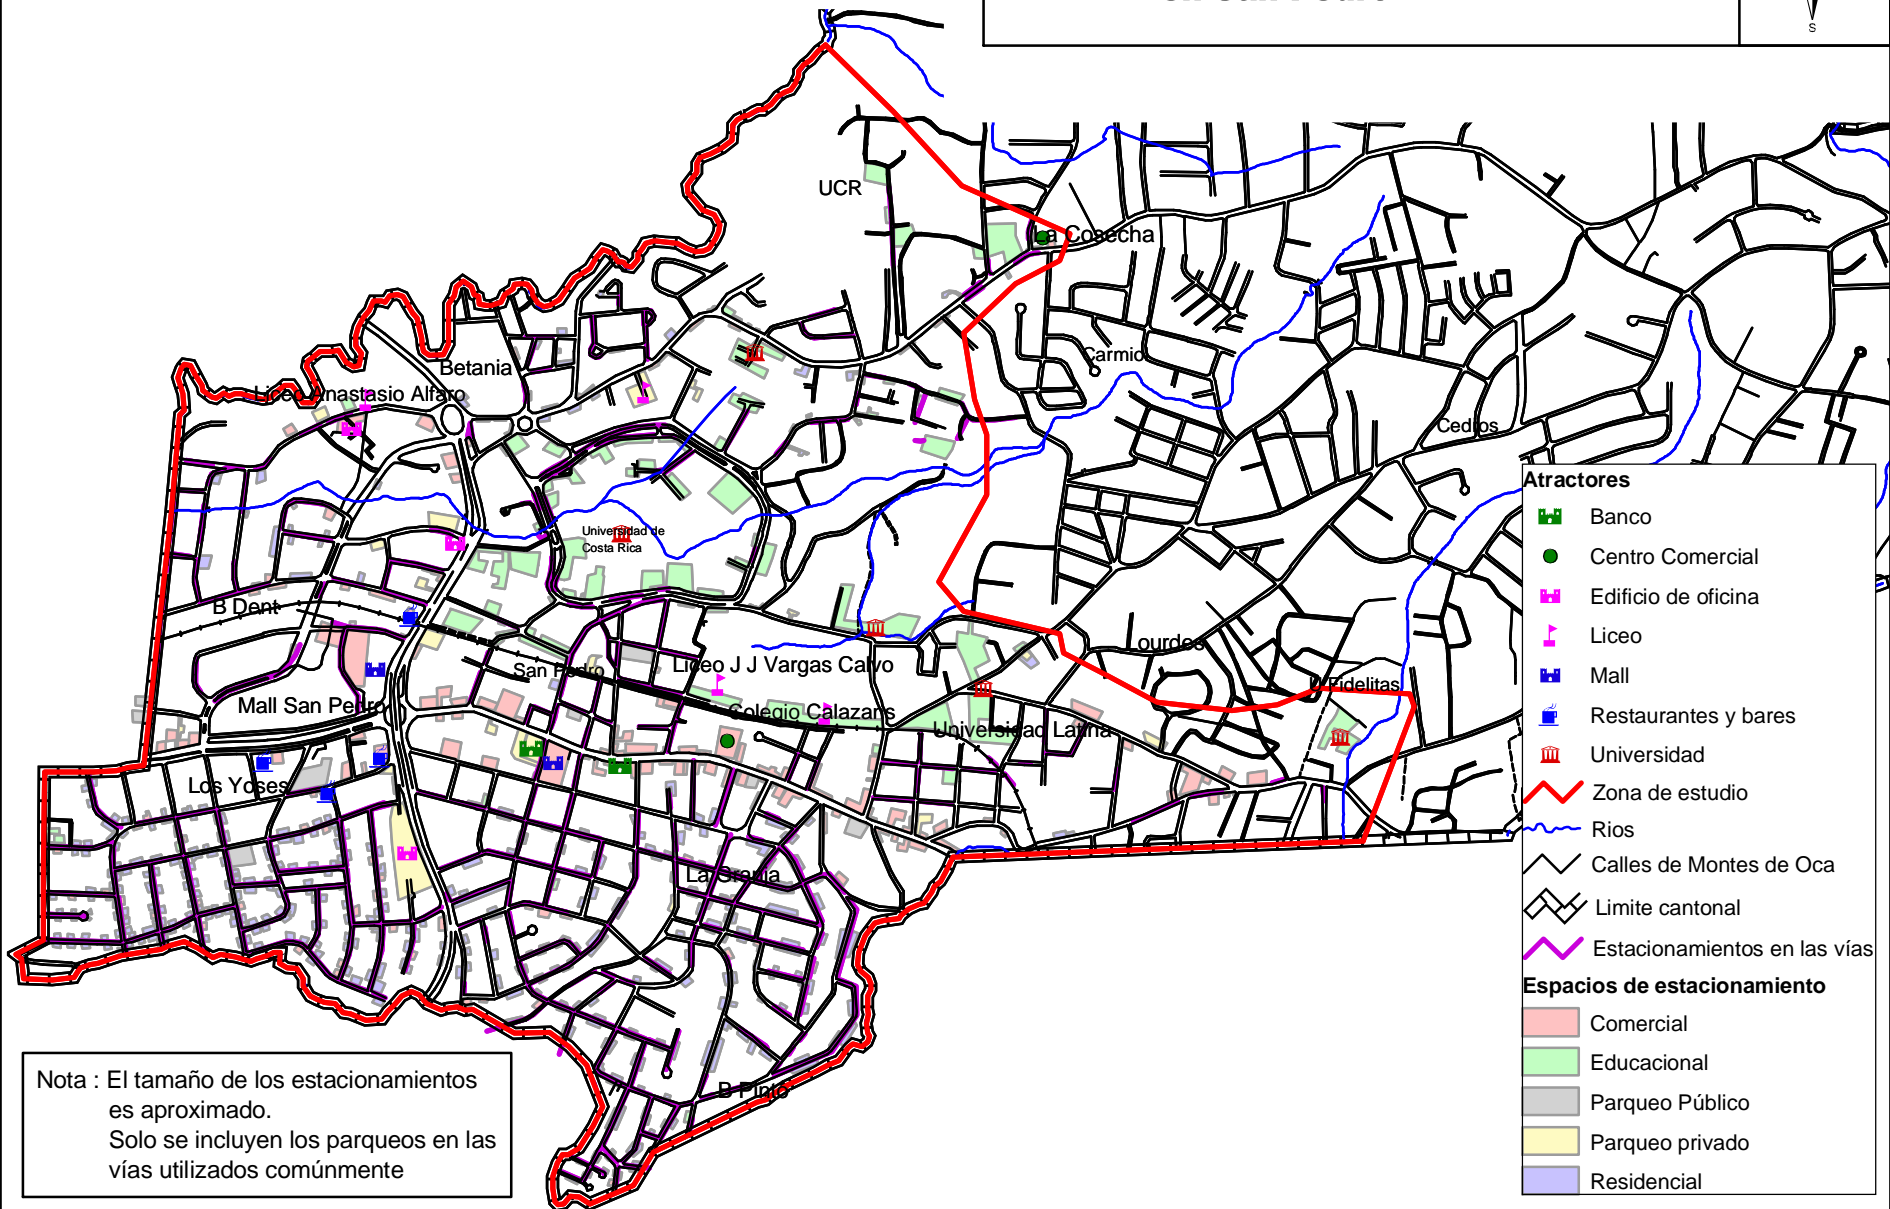 en San Pedro
S
UCR
La Cosecha
Betania
Carmio
Liceo Anastasio Alfaro
Cedros
Universidad de
Costa Rica
B Dent
Lourdes
San Pedro
Liceo J J Vargas Calvo
U Fidelitas
Mall San Pedro
Colegio Calazans
Universidad Latina
Los Yoses
La Granja
B Pinto
Atractores
Banco
Centro Comercial
Edificio de oficina
Liceo
Mall
Restaurantes y bares
Universidad
Zona de estudio
Rios
Calles de Montes de Oca
Limite cantonal
Estacionamientos en las vías
Espacios de estacionamiento
Comercial
Educacional
Parqueo Público
Parqueo privado
Residencial
Nota : El tamaño de los estacionamientos
es aproximado.
Solo se incluyen los parqueos en las
vías utilizados comúnmente